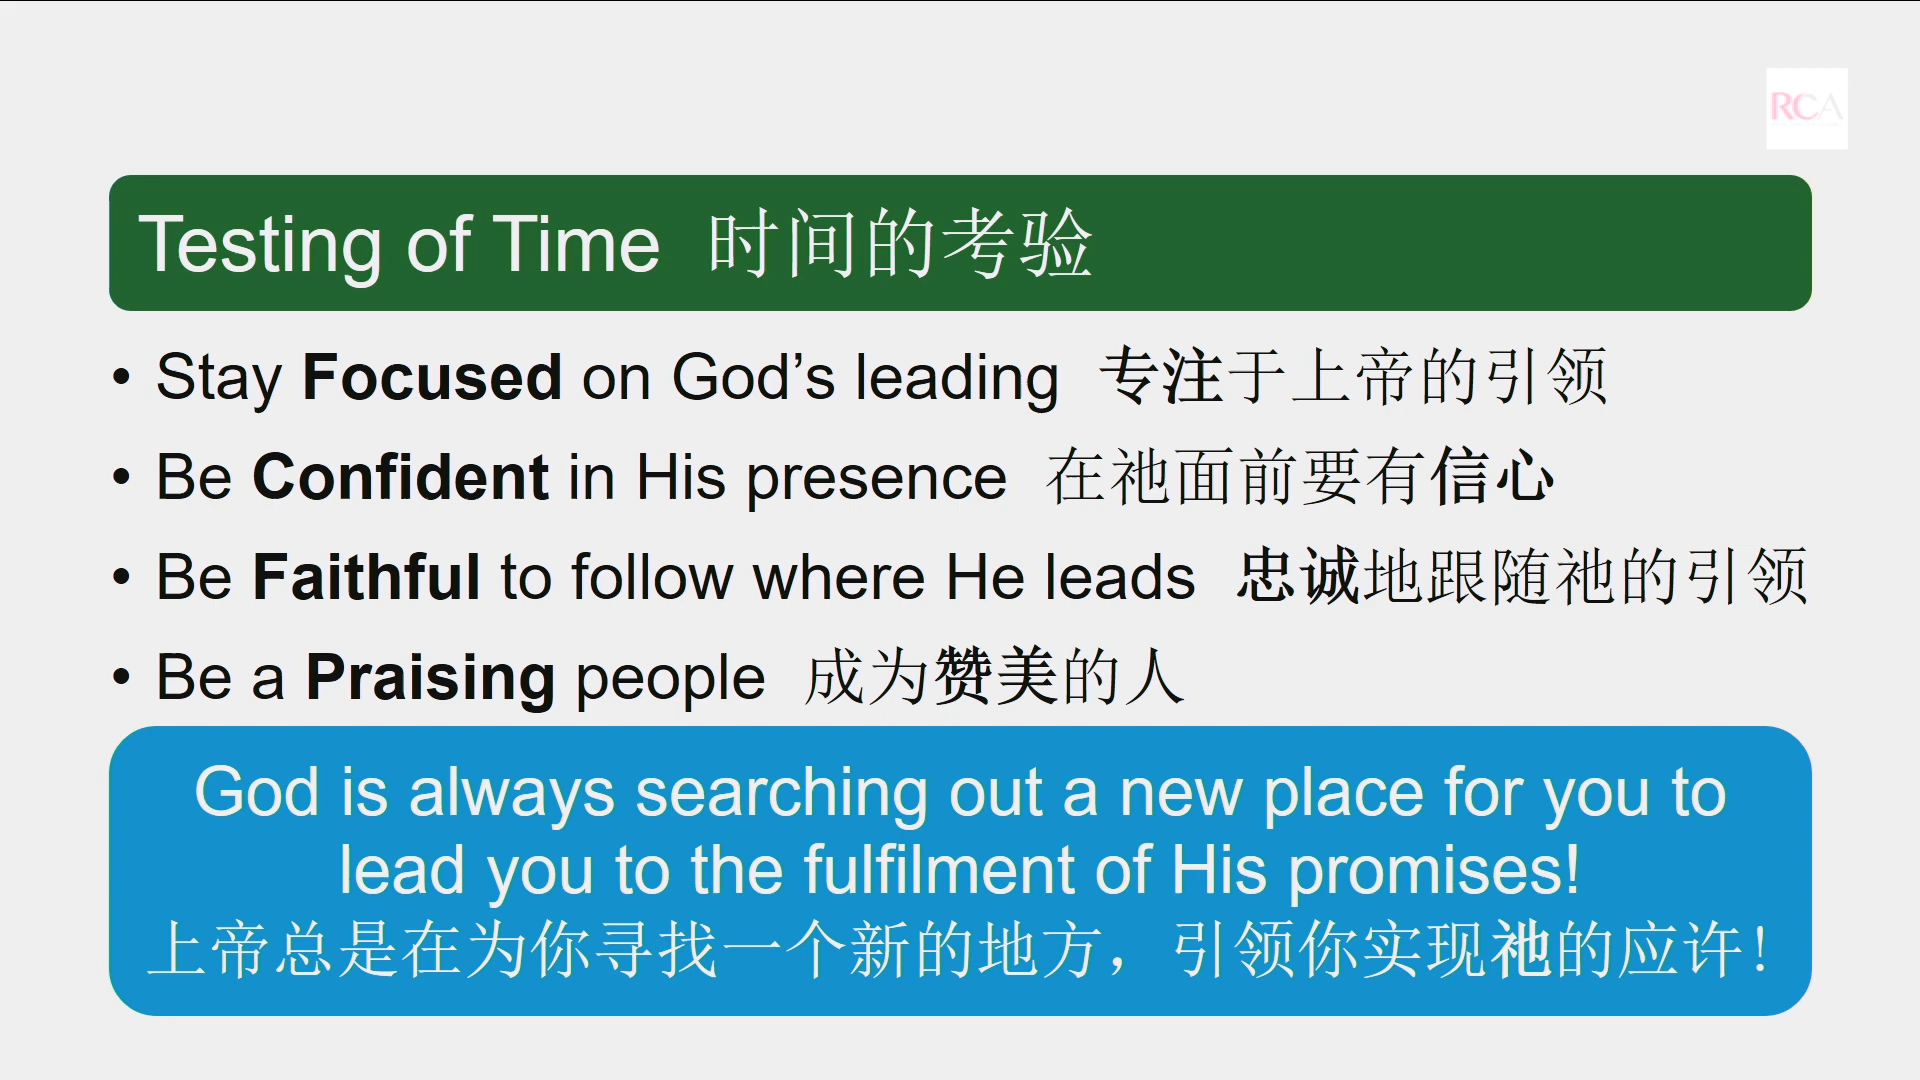 RCA
Testing of Time 时间的考验
• Stay Focused on God’s leading 专注于上帝的引领
• Be Confident in His presence 在祂面前要有信心
• Be Faithful to follow where He leads 忠诚地跟随祂的引领
• Be a Praising people 成为赞美的人
God is always searching out a new place for you to
lead you to the fulfilment of His promises!
上帝总是在为你寻找一个新的地方，引领你实现祂的应许！